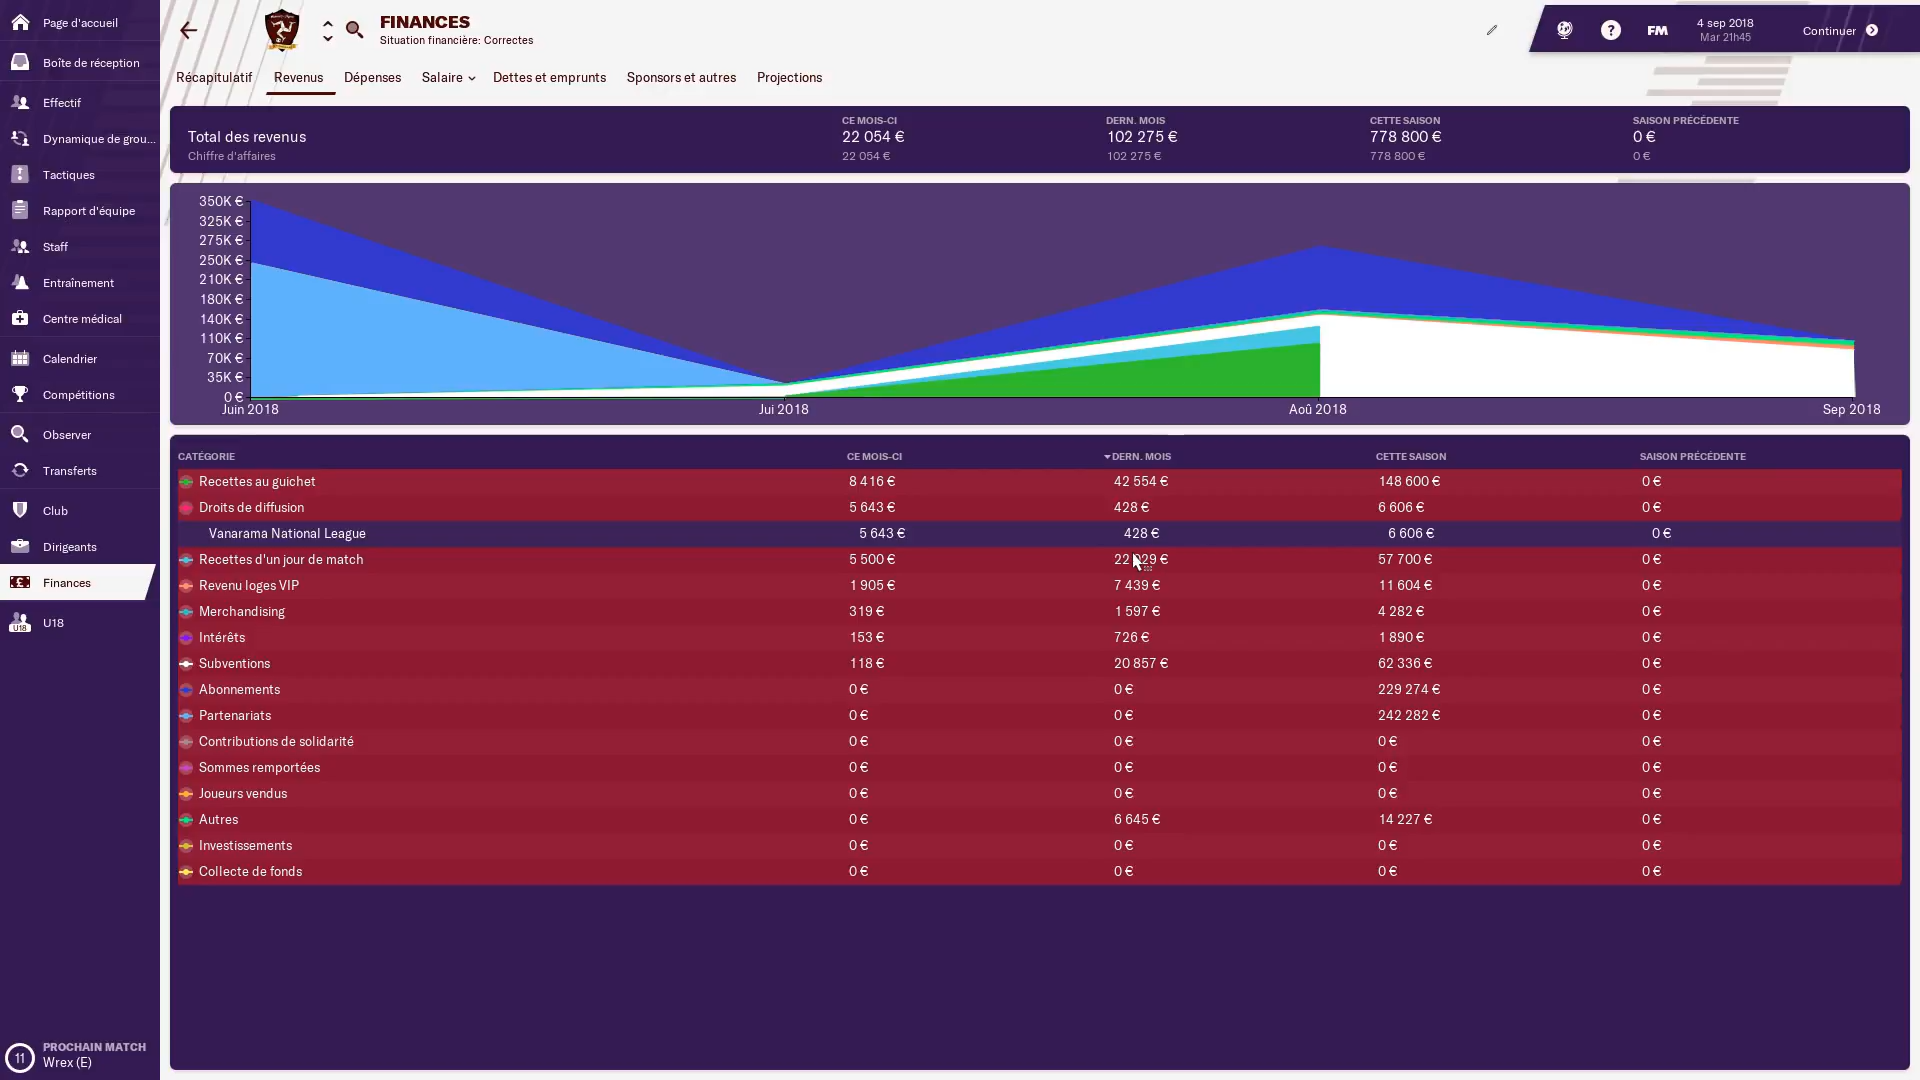 Page d'accueil
Boîte de réception
Effectif
Dynamique de grou...
Tactiques
Rapport d'équipe
Staff
Entraînement
Centre médical
Calendrier
Compétitions
Observer
Transferts
Club
Dirigeants
Finances
U18
U18
11
PROCHAIN MATCH
Wrex (E)
FINANCES
Situation financière: Correctes
? FM
4 sep 2018
Mar 21h45
Continuer
Récapitulatif Revenus Dépenses Salaire Dettes et emprunts Sponsors et autres Projections
CE MOIS-CI DERN. MOIS CETTE SAISON SAISON PRÉCÉDENTE
Total des revenus 22 054 € 102 275 € 778 800 € 0 €
Chiffre d'affaires 22 054 € 102 275 € 778 800 € 0 €
350K €
325K €
275K €
250K €
210K €
180K €
140K €
110K €
70K €
35K €
0 €
Juin 2018 Jui 2018 Aoû 2018 Sep 2018
CATÉGORIE CE MOIS-CI DERN. MOIS CETTE SAISON SAISON PRÉCÉDENTE
Recettes au guichet 8 416 € 42 554 € 148 600 € 0 €
Droits de diffusion 5 643 € 428 € 6 606 € 0 €
Vanarama National League 5 643 € 428 € 6 606 € 0 €
Recettes d'un jour de match 5 500 € 57 700 € 0 €
Revenu loges VIP 1 905 € 7 439 € 11 604 € 0 €
Merchandising 319 € 1 597 € 4 282 € 0 €
Intérêts 153 € 726 € 1 890 € 0 €
Subventions 118 € 20 857 € 62 336 € 0 €
Abonnements 0 € 0 € 229 274 € 0 €
Partenariats 0 € 0 € 242 282 € 0 €
Contributions de solidarité 0 € 0 € 0 € 0 €
Sommes remportées 0 € 0 € 0 € 0 €
Joueurs vendus 0 € 0 € 0 € 0 €
Autres 0 € 6 645 € 14 227 € 0 €
Investissements 0 € 0 € 0 € 0 €
Collecte de fonds 0 € 0 € 0 € 0 €